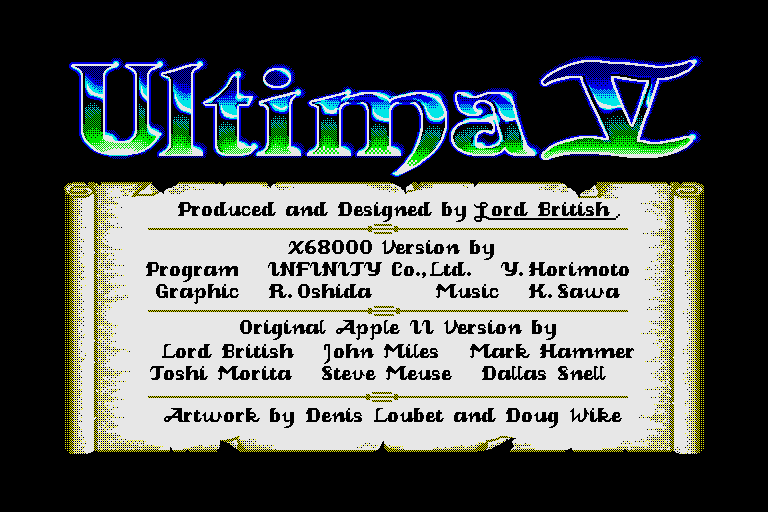 Ultima V
Produced and Designed by Lord British.
X68000 Version by
Program INFINITY Co.,Ltd. Y.Horimoto
Graphic R.Oshida Music K.Sawa
Original Apple II Version by
Lord British John Miles Mark Hammer
Toshi Morita Steve Meuse Dallas Snell
Artwork by Denis Loubet and Doug Wike